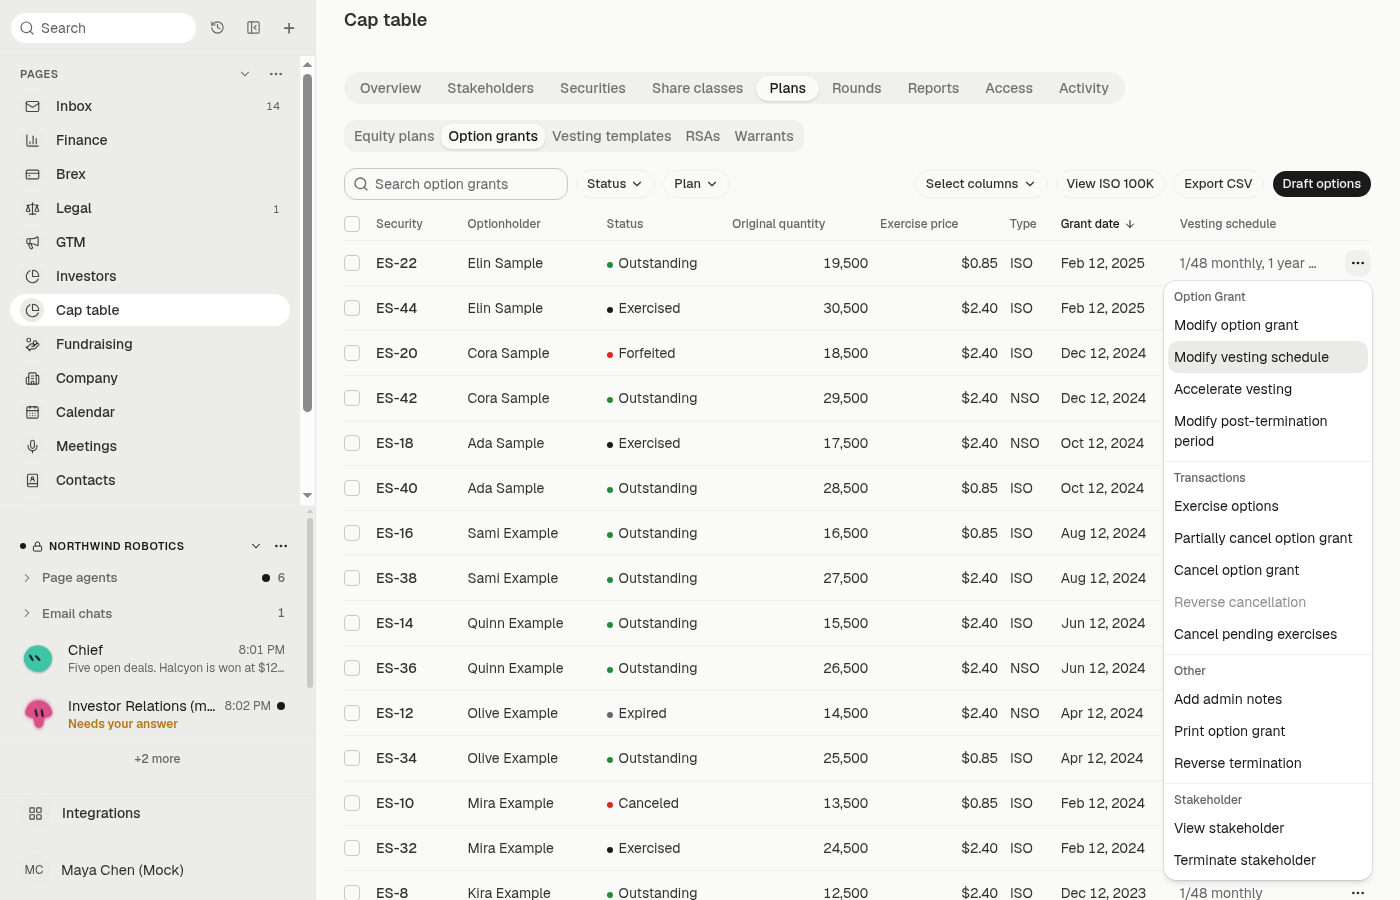 Search
PAGES
Inbox 14
Finance
Brex
Legal 1
GTM
Investors
Cap table
Fundraising
Company
Calendar
Meetings
Contacts
NORTHWIND ROBOTICS
Page agents 6
Email chats 1
Chief 8:01 PM
Five open deals. Halcyon is won at $12...
Investor Relations (m... 8:02 PM
Needs your answer
+2 more
Integrations
MC Maya Chen (Mock)
Cap table
Overview Stakeholders Securities Share classes Plans Rounds Reports Access Activity
Equity plans Option grants Vesting templates RSAs Warrants
Search option grants Status Plan Select columns View ISO 100K Export CSV Draft options
Security Optionholder Status Original quantity Exercise price Type Grant date Vesting schedule
ES-22 Elin Sample Outstanding 19,500 $0.85 ISO Feb 12, 2025 1/48 monthly, 1 year ...
ES-44 Elin Sample Exercised 30,500 $2.40 ISO Feb 12, 2025
ES-20 Cora Sample Forfeited 18,500 $2.40 ISO Dec 12, 2024
ES-42 Cora Sample Outstanding 29,500 $2.40 NSO Dec 12, 2024
ES-18 Ada Sample Exercised 17,500 $2.40 NSO Oct 12, 2024
ES-40 Ada Sample Outstanding 28,500 $0.85 ISO Oct 12, 2024
ES-16 Sami Example Outstanding 16,500 $0.85 ISO Aug 12, 2024
ES-38 Sami Example Outstanding 27,500 $2.40 ISO Aug 12, 2024
ES-14 Quinn Example Outstanding 15,500 $2.40 ISO Jun 12, 2024
ES-36 Quinn Example Outstanding 26,500 $2.40 NSO Jun 12, 2024
ES-12 Olive Example Expired 14,500 $2.40 NSO Apr 12, 2024
ES-34 Olive Example Outstanding 25,500 $0.85 ISO Apr 12, 2024
ES-10 Mira Example Canceled 13,500 $0.85 ISO Feb 12, 2024
ES-32 Mira Example Exercised 24,500 $2.40 ISO Feb 12, 2024
ES-8 Kira Example Outstanding 12,500 $2.40 ISO Dec 12, 2023 1/48 monthly
Option Grant
Modify option grant
Modify vesting schedule
Accelerate vesting
Modify post-termination
period
Transactions
Exercise options
Partially cancel option grant
Cancel option grant
Reverse cancellation
Cancel pending exercises
Other
Add admin notes
Print option grant
Reverse termination
Stakeholder
View stakeholder
Terminate stakeholder